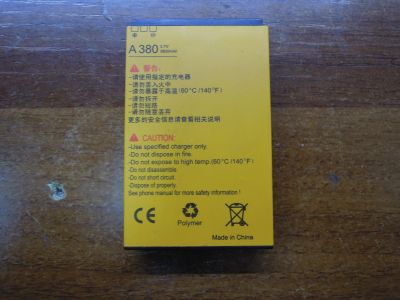 A 380 3.7V
⚠ 警告:
-请使用指定的充电器
-请勿丢入火中
-请勿暴露于高温(60°C/140°F)
-请勿拆开
-请勿短路
-请勿随意丢弃
更多的安全信息请查看相关说明
⚠ CAUTION:
-Use specified charger only.
-Do not dispose in fire.
-Do not expose to high temp.(60°C/140°F)
-Do not disassemble.
-Do not short circuit.
-Dispose of properly.
See phone manual for more safety information !
CE
Polymer
Made in China